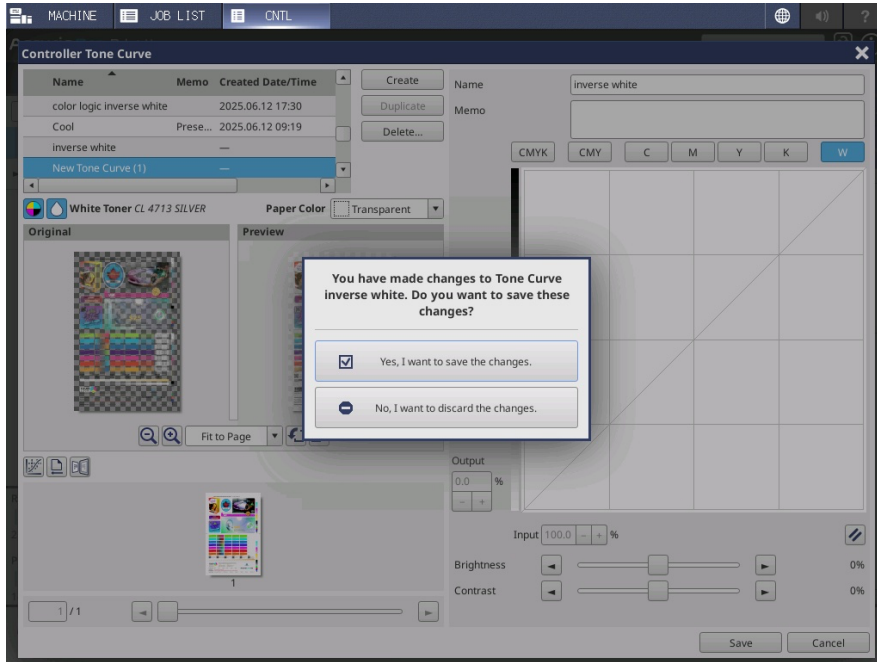 MACHINE
JOB LIST
CNTL
?
Controller Tone Curve
Name Memo Created Date/Time
color logic inverse white 2025.06.12 17:30
Cool Prese... 2025.06.12 09:19
inverse white —
New Tone Curve (1) —
Create
Duplicate
Delete...
Name inverse white
Memo
CMYK CMY C M Y K W
White Toner CL 4713 SILVER
Paper Color Transparent
Original Preview
You have made changes to Tone Curve
inverse white. Do you want to save these
changes?
Yes, I want to save the changes.
No, I want to discard the changes.
Fit to Page
Output
0.0 %
- +
Input 100.0 - + %
Brightness 0%
Contrast 0%
1
1 / 1
Save Cancel